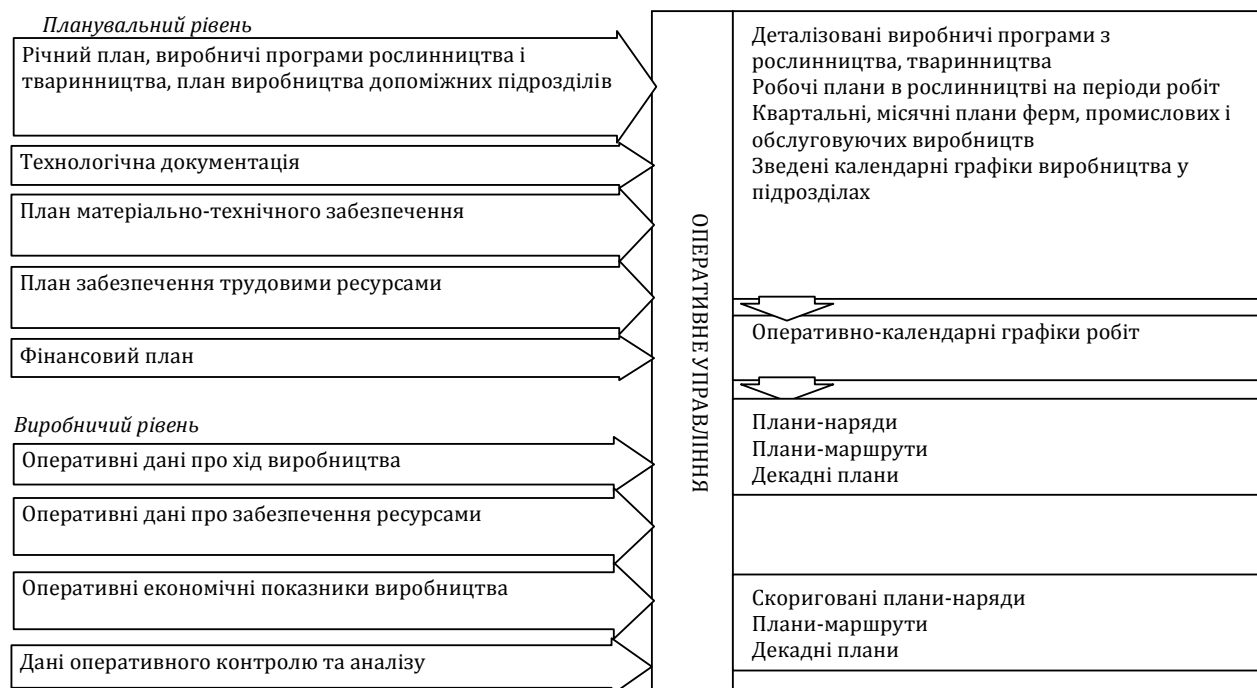 Планувальний рівень
Річний план, виробничі програми рослинництва і
тваринництва, план виробництва допоміжних підрозділів
Технологічна документація
План матеріально-технічного забезпечення
План забезпечення трудовими ресурсами
Фінансовий план
Виробничий рівень
Оперативні дані про хід виробництва
Оперативні дані про забезпечення ресурсами
Оперативні економічні показники виробництва
Дані оперативного контролю та аналізу
ОПЕРАТИВНЕ УПРАВЛІННЯ
Деталізовані виробничі програми з
рослинництва, тваринництва
Робочі плани в рослинництві на періоди робіт
Квартальні, місячні плани ферм, промислових і
обслуговуючих виробництв
Зведені календарні графіки виробництва у
підрозділах
Оперативно-календарні графіки робіт
Плани-наряди
Плани-маршрути
Декадні плани
Скориговані плани-наряди
Плани-маршрути
Декадні плани